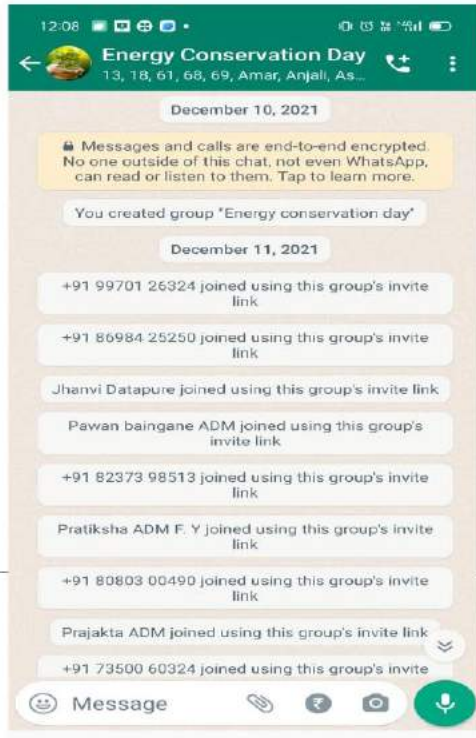 12:08
Energy Conservation Day
13, 18, 61, 68, 69, Amar, Anjali, As...
December 10, 2021
Messages and calls are end-to-end encrypted.
No one outside of this chat, not even WhatsApp,
can read or listen to them. Tap to learn more.
You created group "Energy conservation day"
December 11, 2021
+91 99701 26324 joined using this group's invite
link
+91 86984 25250 joined using this group's invite
link
Jhanvi Datapure joined using this group's invite link
Pawan baingane ADM joined using this group's
invite link
+91 82373 98513 joined using this group's invite
link
Pratiksha ADM F. Y joined using this group's invite
link
+91 80803 00490 joined using this group's invite
link
Prajakta ADM joined using this group's invite link
+91 73500 60324 joined using this group's invite
Message